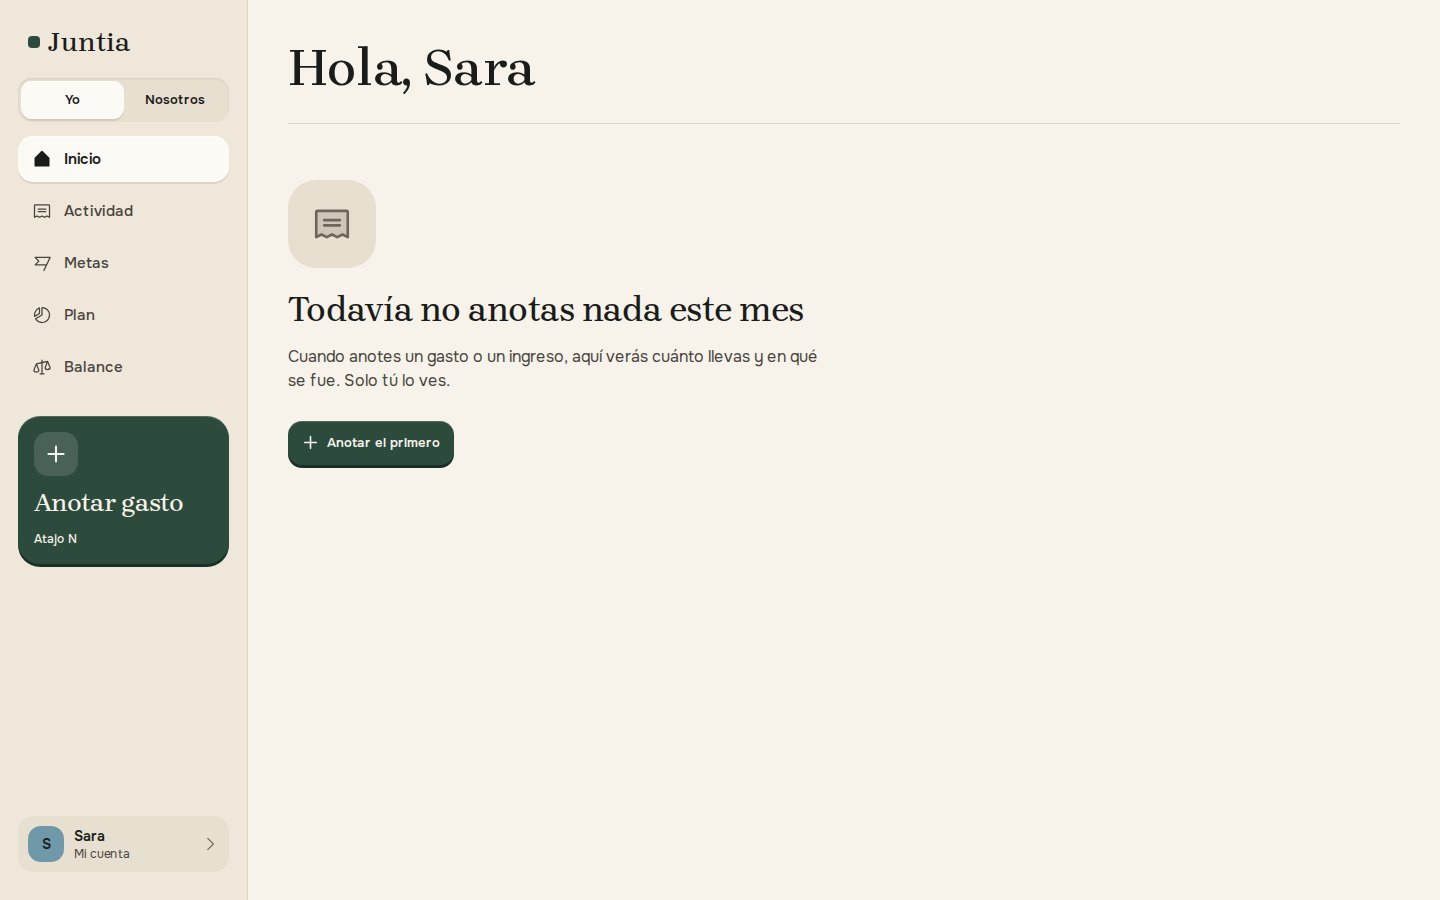 Juntia
Yo
Nosotros
Inicio
Actividad
Metas
Plan
Balance
Anotar gasto
Atajo N
Sara
Mi cuenta
Hola, Sara
Todavía no anotas nada este mes
Cuando anotes un gasto o un ingreso, aquí verás cuánto llevas y en qué
se fue. Solo tú lo ves.
Anotar el primero
S